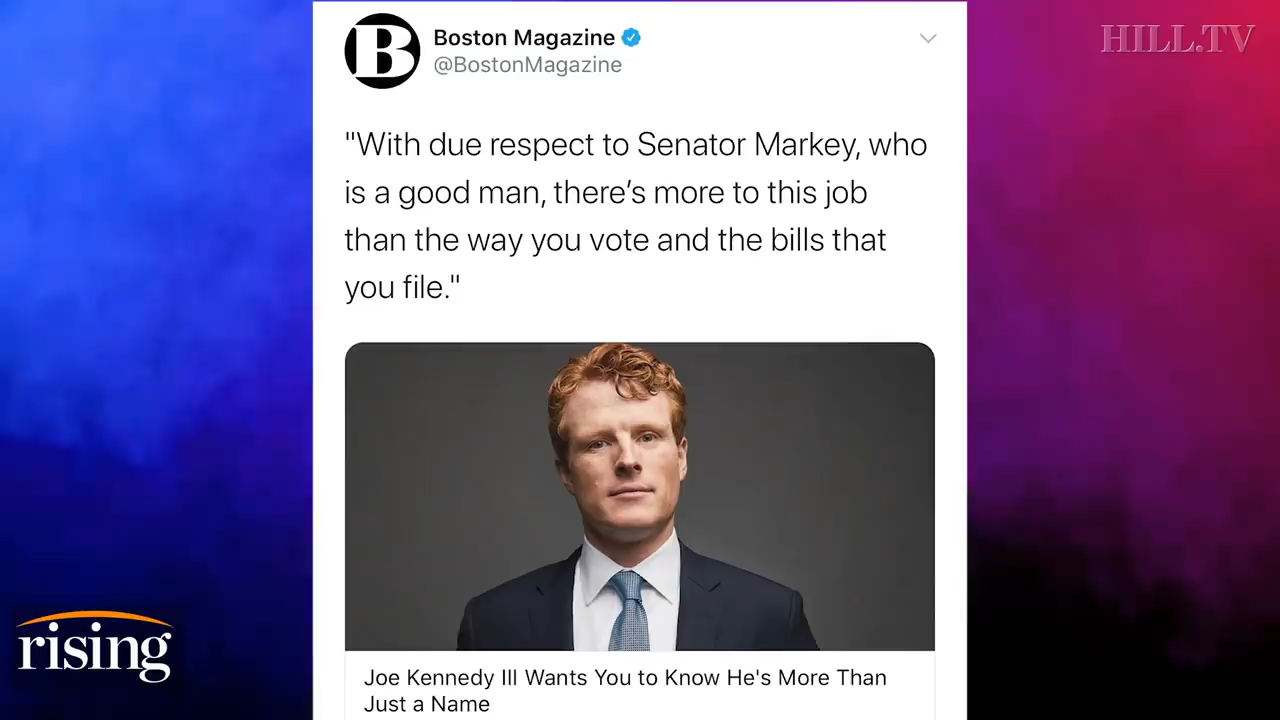 B
Boston Magazine
@BostonMagazine
HILL.TV
"With due respect to Senator Markey, who
is a good man, there’s more to this job
than the way you vote and the bills that
you file."
rising
Joe Kennedy III Wants You to Know He's More Than
Just a Name